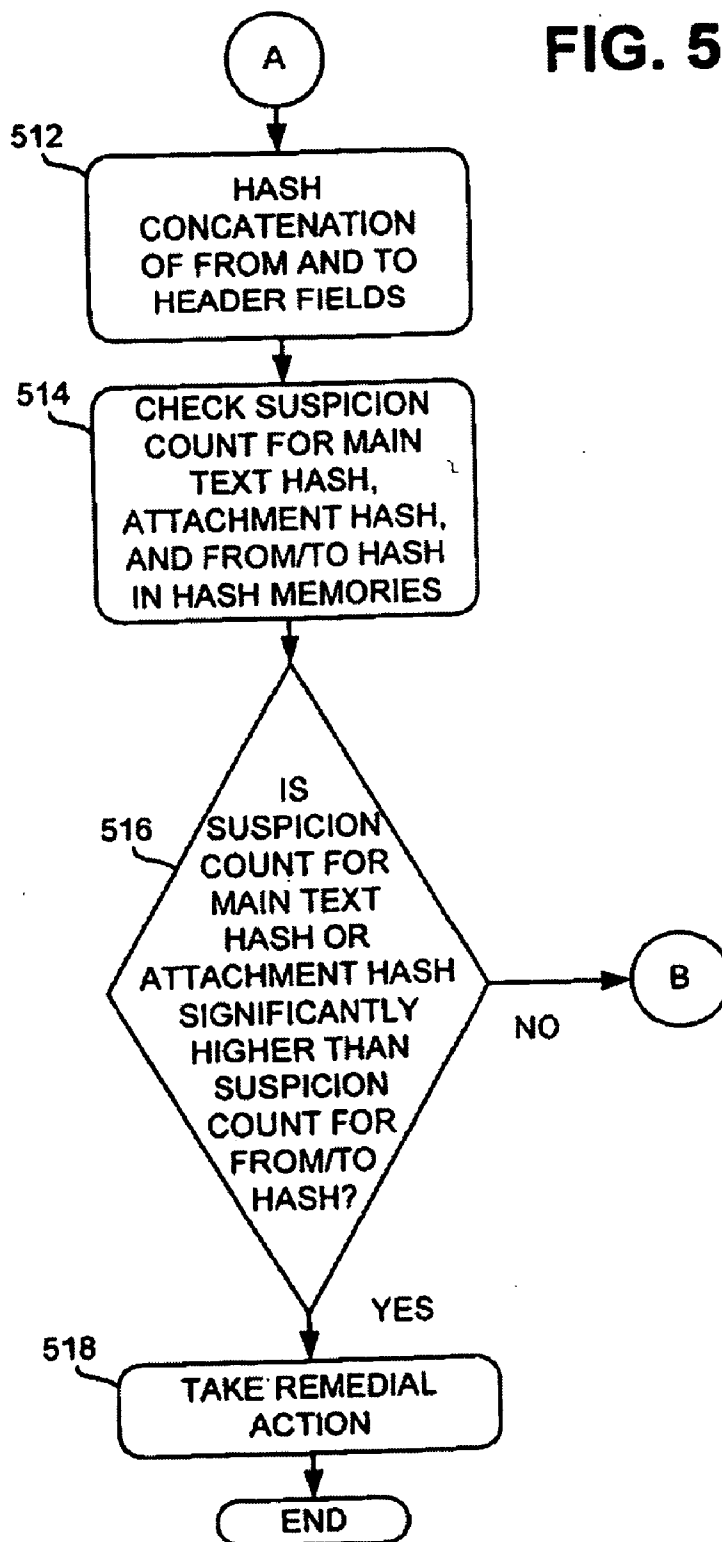 FIG. 5
A
512
HASH
CONCATENATION
OF FROM AND TO
HEADER FIELDS
514
CHECK SUSPICION
COUNT FOR MAIN
TEXT HASH,
ATTACHMENT HASH,
AND FROM/TO HASH
IN HASH MEMORIES
516
IS
SUSPICION
COUNT FOR
MAIN TEXT
HASH OR
ATTACHMENT HASH
SIGNIFICANTLY
HIGHER THAN
SUSPICION
COUNT FOR
FROM/TO
HASH?
NO
B
YES
518
TAKE REMEDIAL
ACTION
END